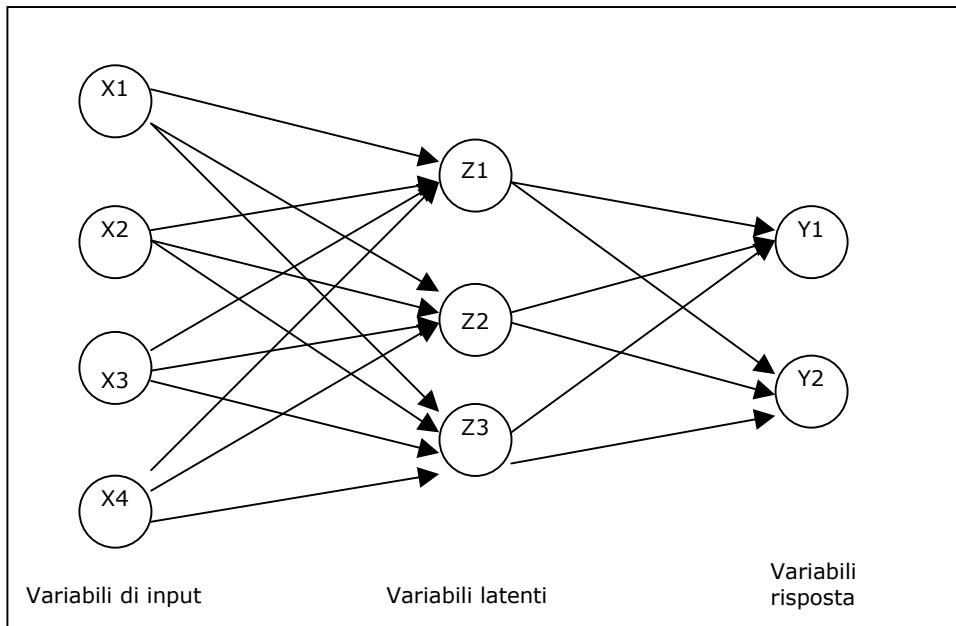 X1
X2
X3
X4
Z1
Z2
Z3
Y1
Y2
Variabili di input
Variabili latenti
Variabili
risposta